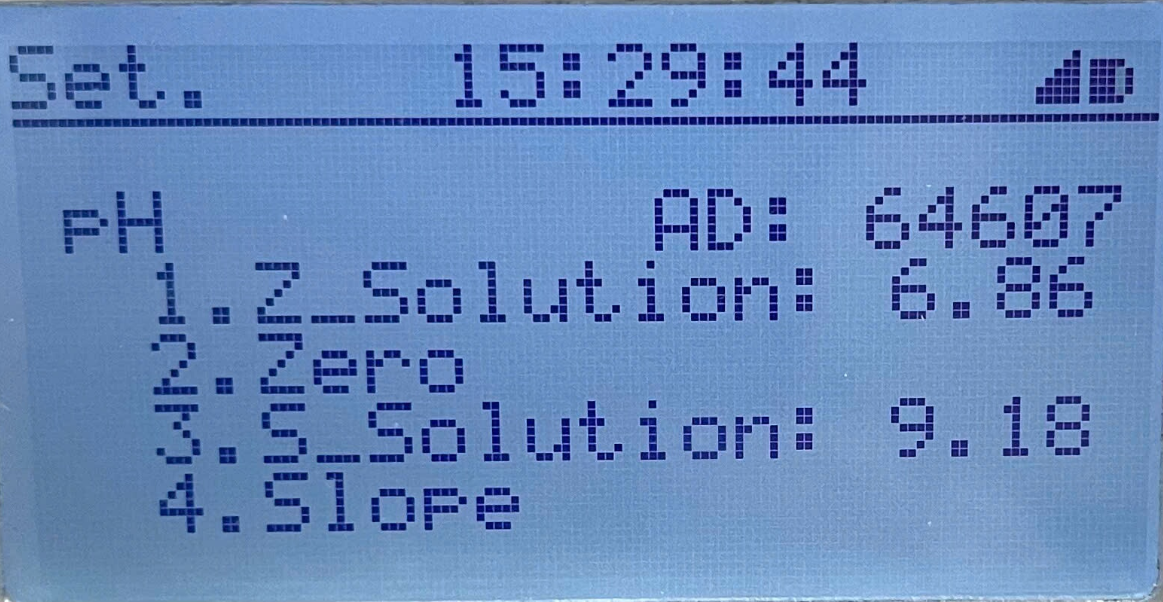 Set. 15:29:44
pH AD: 64607
1.Z_Solution: 6.86
2.Zero
3.S_Solution: 9.18
4.Slope